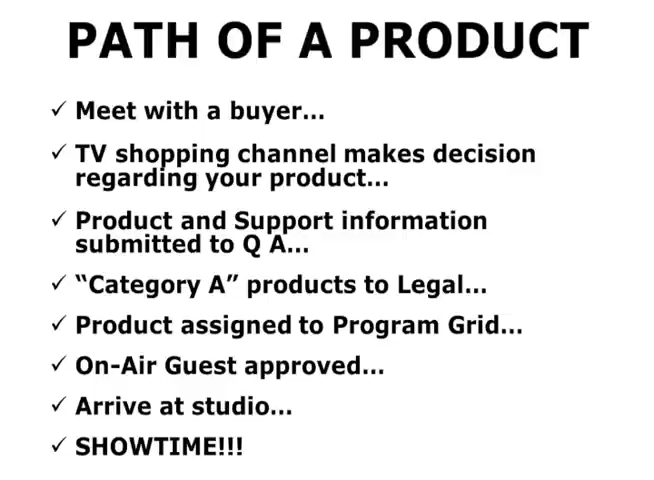 PATH OF A PRODUCT
✓ Meet with a buyer...
✓ TV shopping channel makes decision
regarding your product...
✓ Product and Support information
submitted to Q A...
✓ “Category A” products to Legal...
✓ Product assigned to Program Grid...
✓ On-Air Guest approved...
✓ Arrive at studio...
✓ SHOWTIME!!!